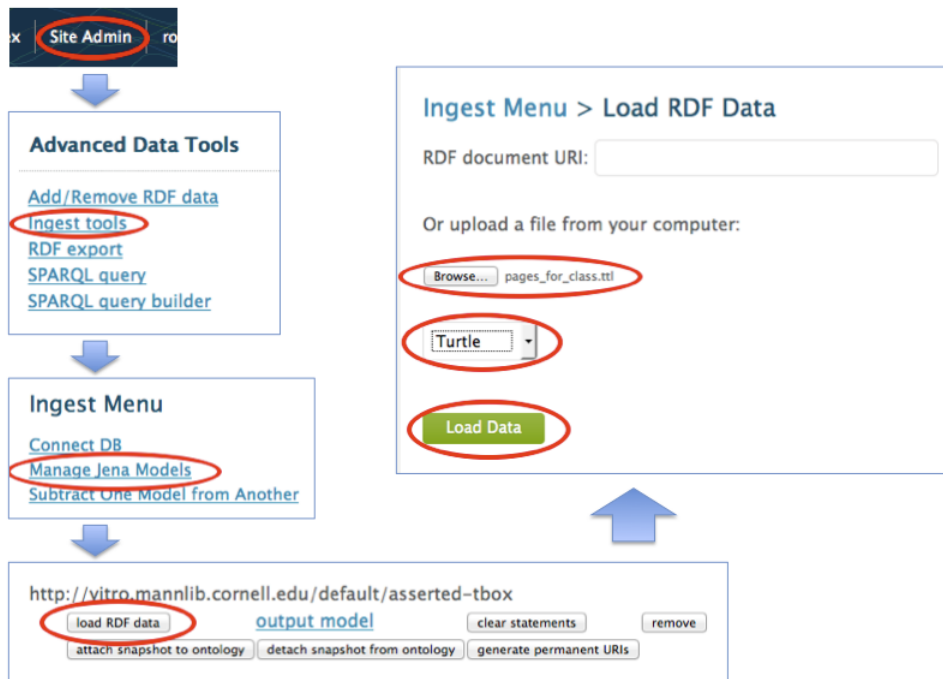 ex Site Admin ro
Advanced Data Tools
Add/Remove RDF data
Ingest tools
RDF export
SPARQL query
SPARQL query builder
Ingest Menu
Connect DB
Manage Jena Models
Subtract One Model from Another
http://vitro.mannlib.cornell.edu/default/asserted-tbox
load RDF data output model clear statements remove
attach snapshot to ontology detach snapshot from ontology generate permanent URIs
Ingest Menu > Load RDF Data
RDF document URI:
Or upload a file from your computer:
Browse... pages_for_class.ttl
Turtle
Load Data